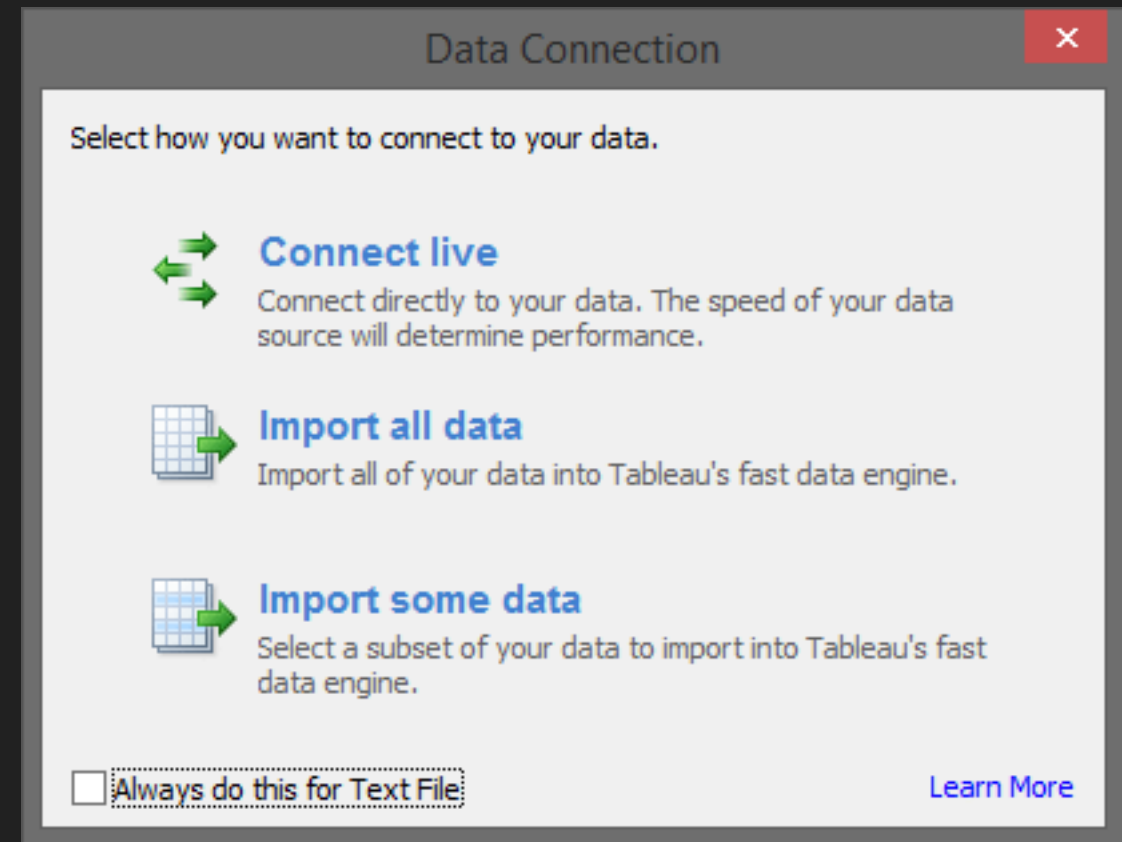 Data Connection
Select how you want to connect to your data.
Connect live
Connect directly to your data. The speed of your data
source will determine performance.
Import all data
Import all of your data into Tableau's fast data engine.
Import some data
Select a subset of your data to import into Tableau's fast
data engine.
Always do this for Text File
Learn More